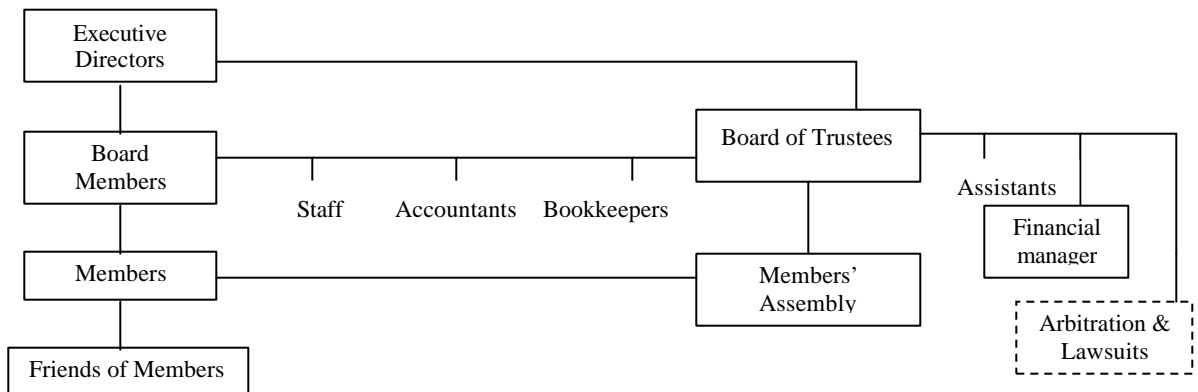 Executive
Directors
Board of Trustees
Board
Members
Assistants
Staff
Accountants
Bookkeepers
Financial
manager
Members
Members’
Assembly
Arbitration &
Lawsuits
Friends of Members